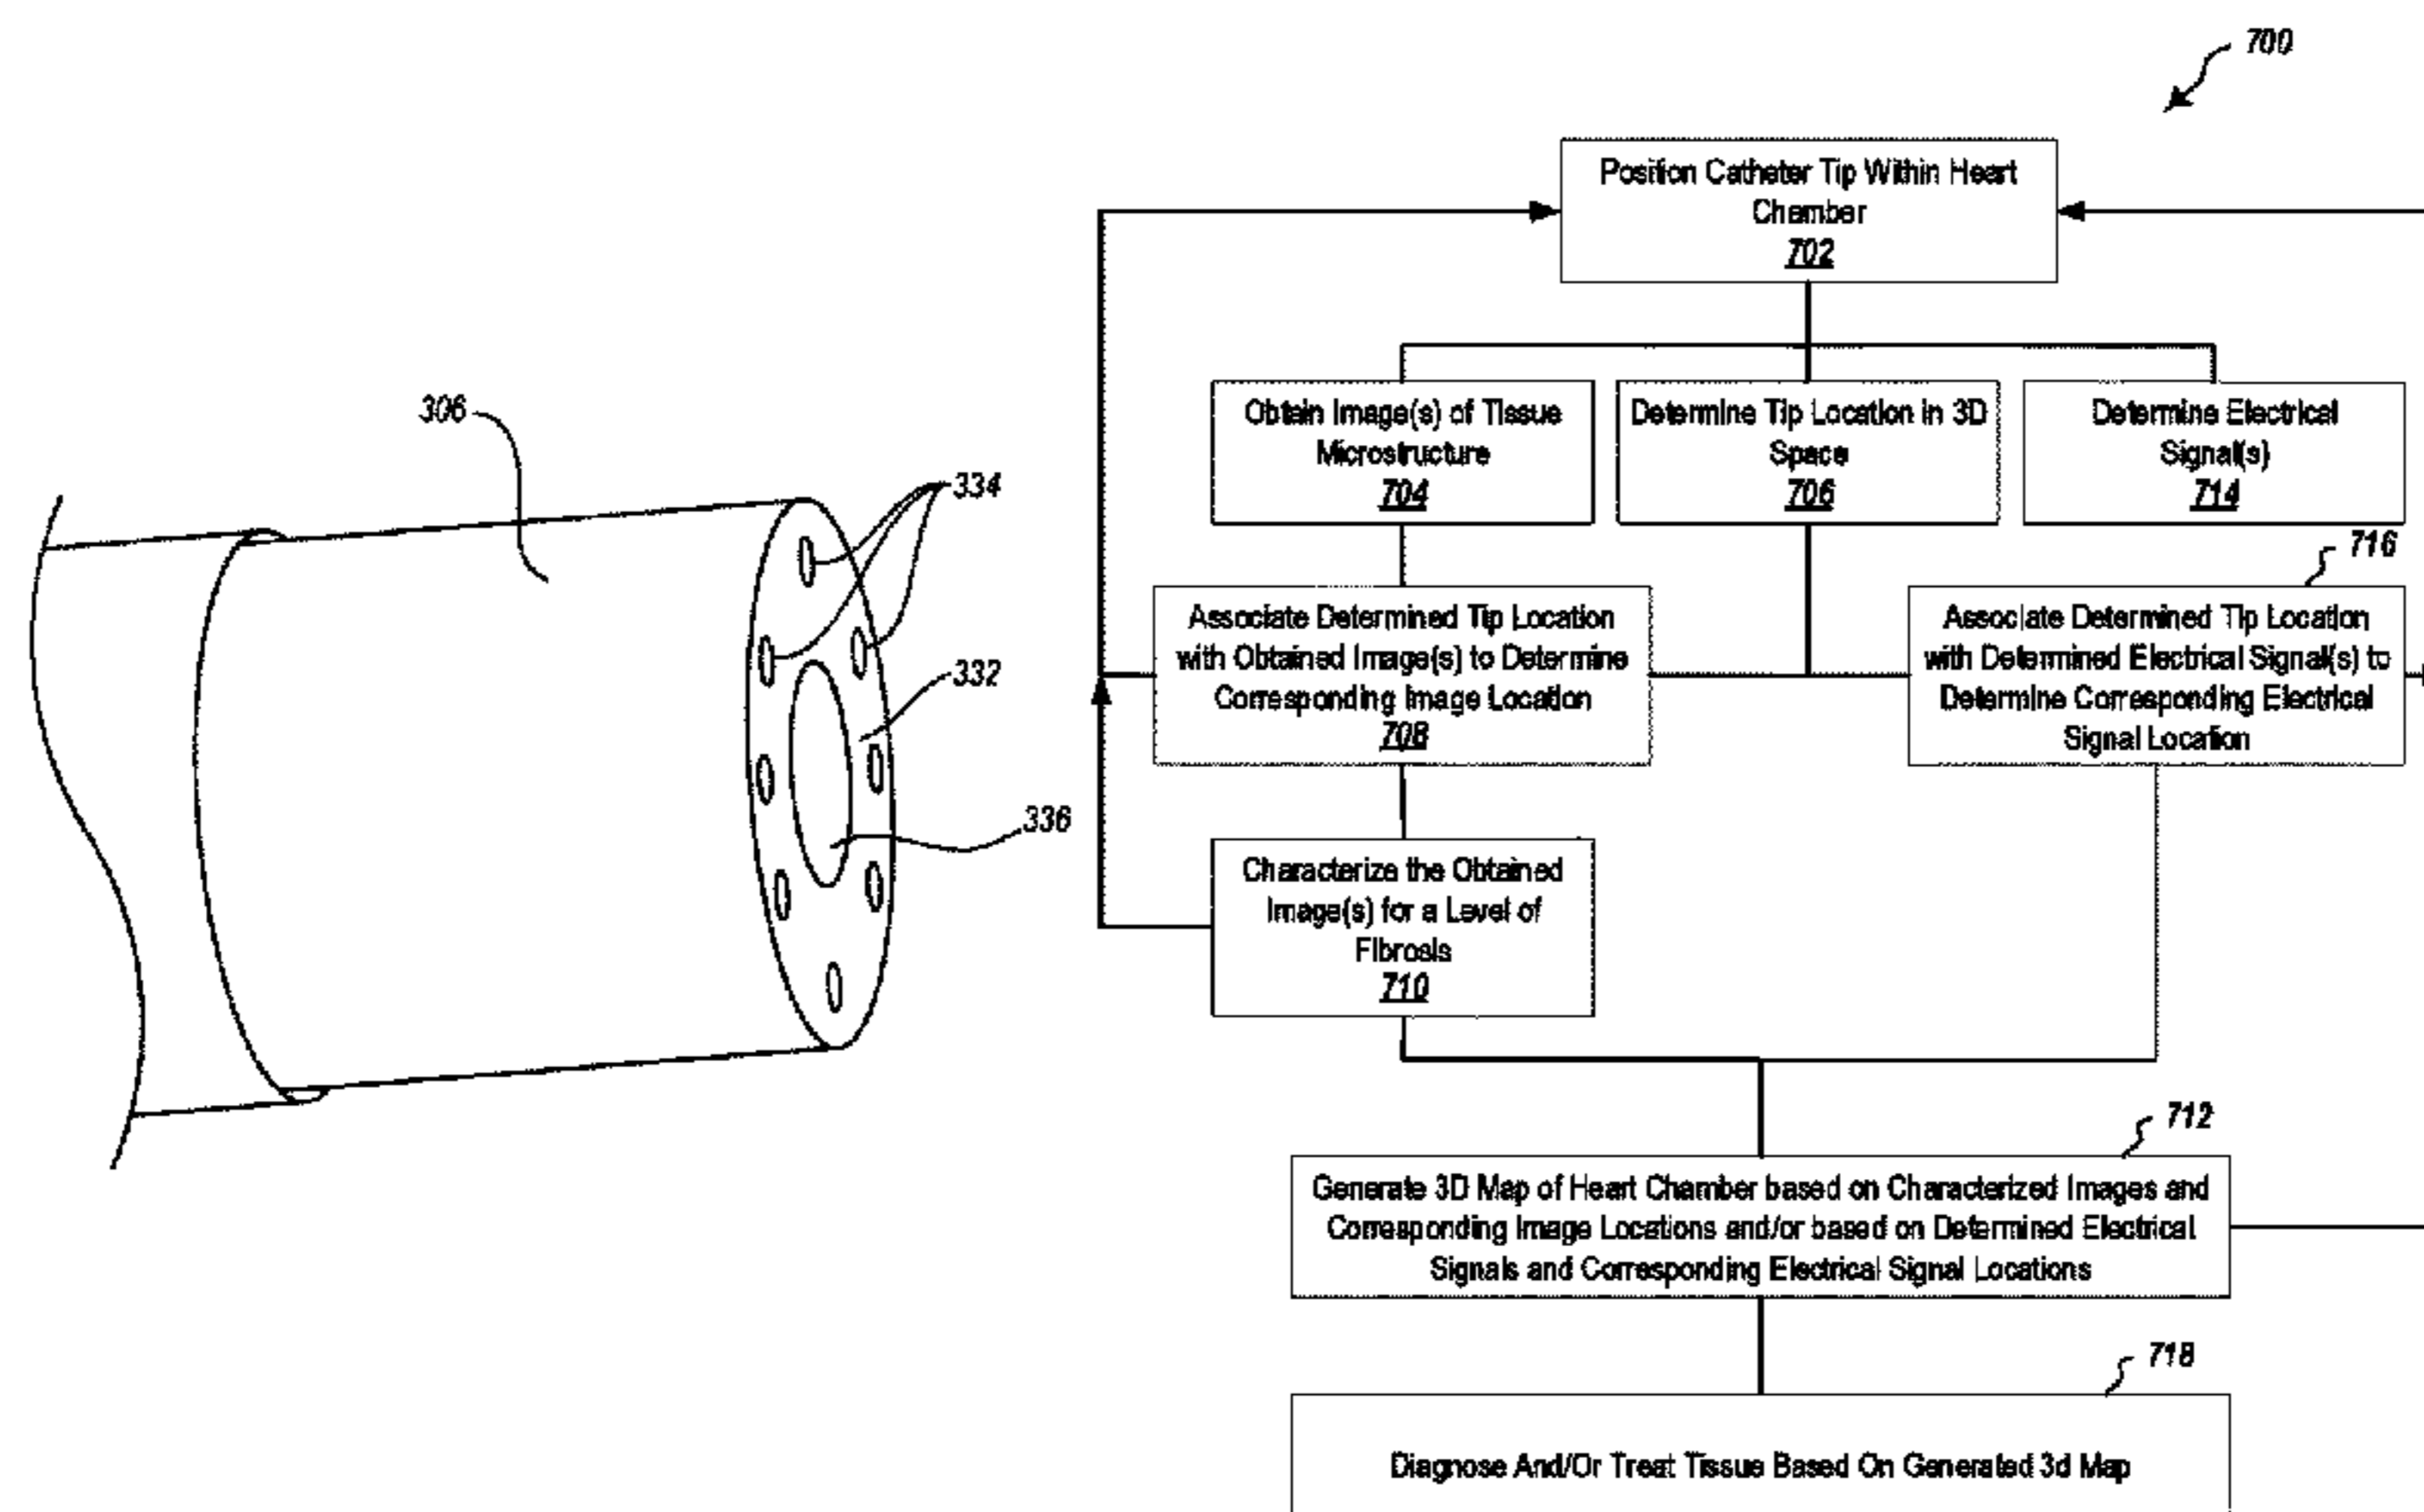 306
334
332
336
700
Position Catheter Tip Within Heart
Chamber
702
Obtain Image(s) of Tissue
Microstructure
704
Determine Tip Location in 3D
Space
706
Determine Electrical
Signal(s)
714
Associate Determined Tip Location
with Obtained Image(s) to Determine
Corresponding Image Location
708
716
Associate Determined Tip Location
with Determined Electrical Signal(s) to
Determine Corresponding Electrical
Signal Location
Characterize the Obtained
Image(s) for a Level of
Fibrosis
710
712
Generate 3D Map of Heart Chamber based on Characterized Images and
Corresponding Image Locations and/or based on Determined Electrical
Signals and Corresponding Electrical Signal Locations
718
Diagnose And/Or Treat Tissue Based On Generated 3d Map